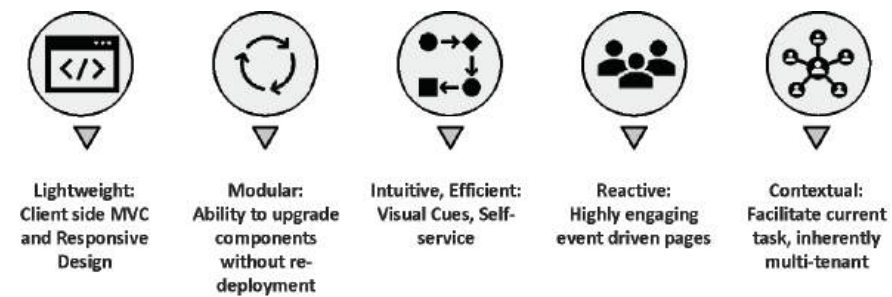 </>
Lightweight:
Client side MVC
and Responsive
Design
Modular:
Ability to upgrade
components
without re-
deployment
Intuitive, Efficient:
Visual Cues, Self-
service
Reactive:
Highly engaging
event driven pages
Contextual:
Facilitate current
task, inherently
multi-tenant